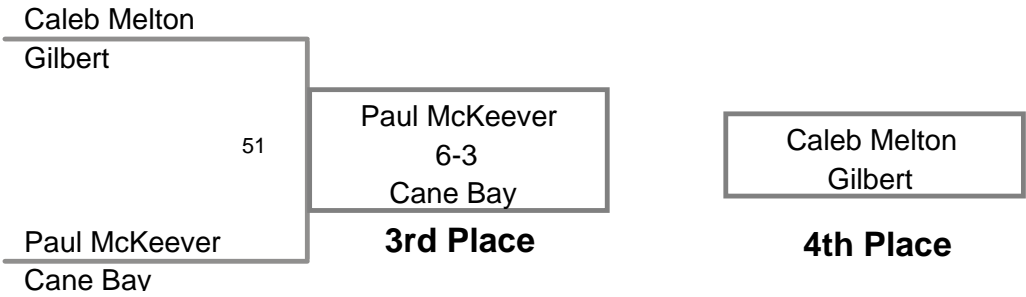 Caleb Melton
Gilbert
51
Paul McKeever
6-3
Cane Bay
3rd Place
Caleb Melton
Gilbert
4th Place
Paul McKeever
Cane Bay